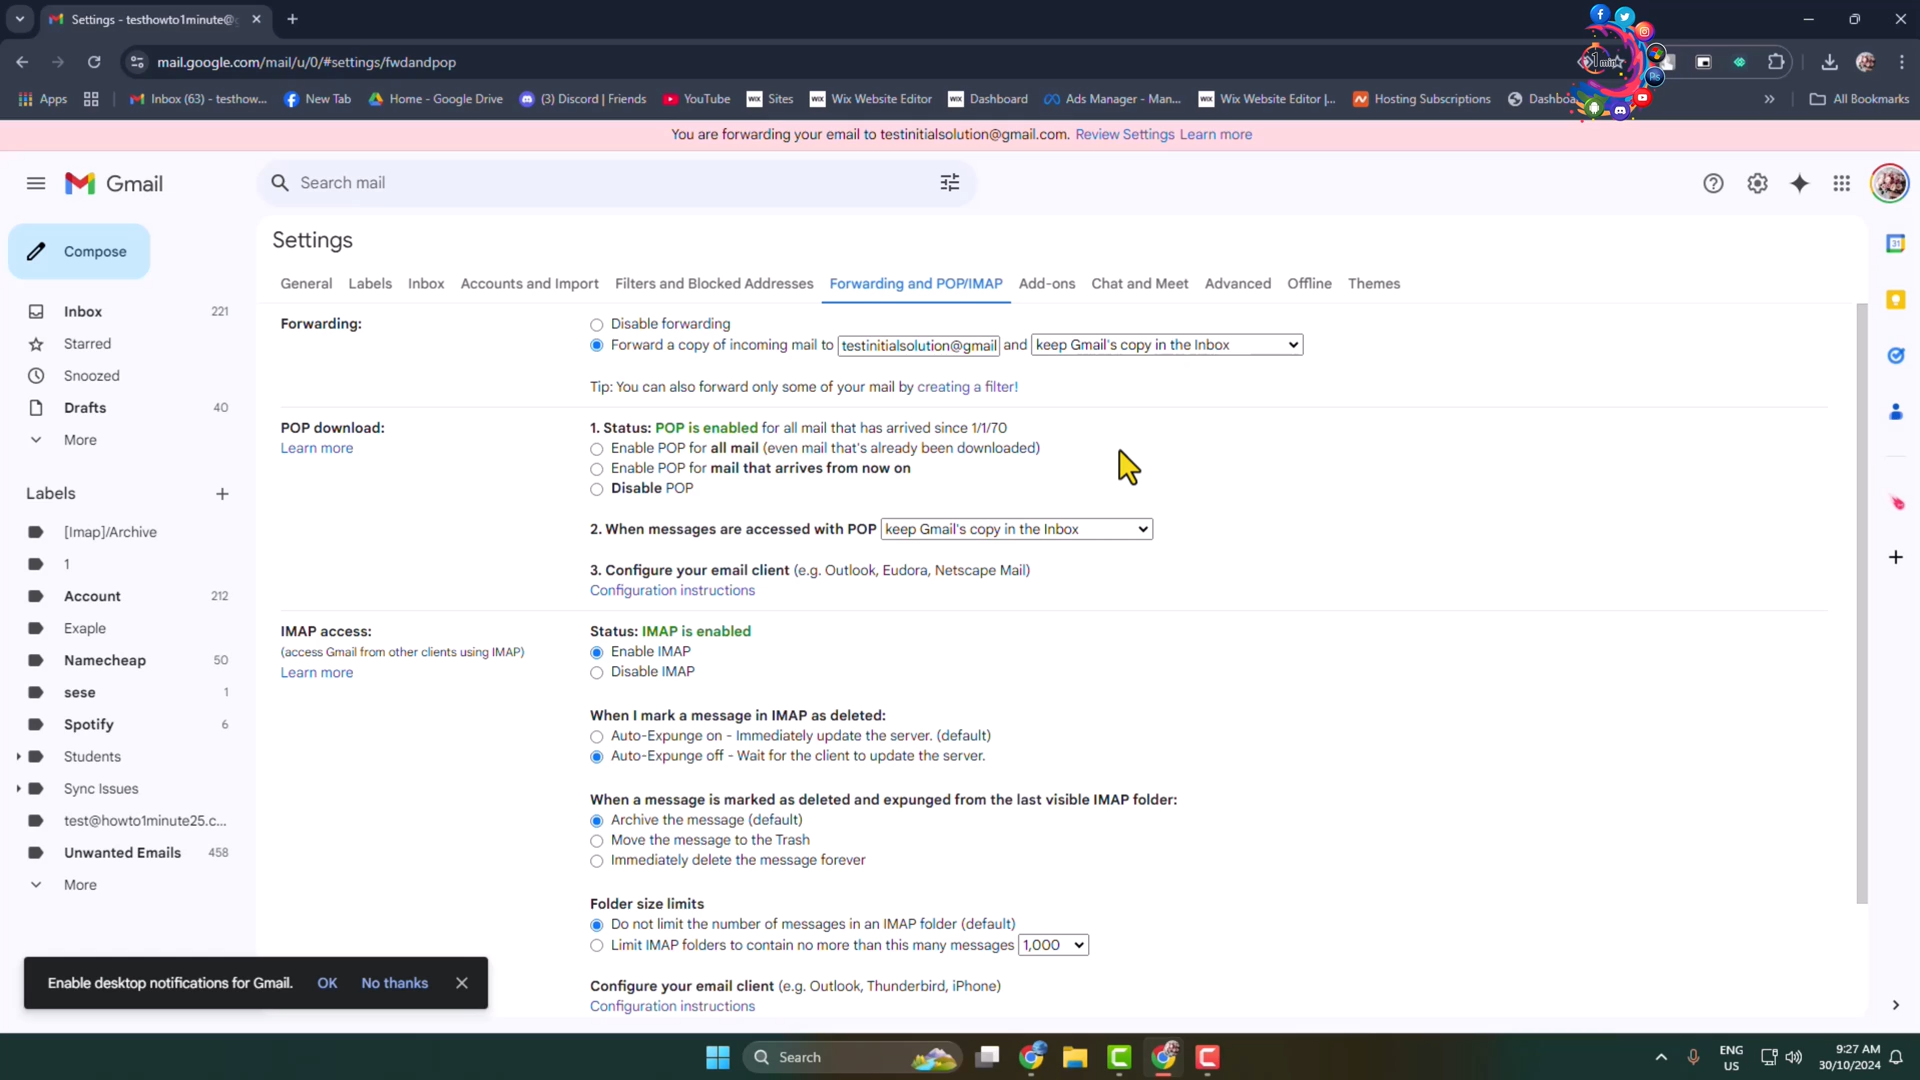 Settings - testhowto1minute@g
mail.google.com/mail/u/0/#settings/fwdandpop
1 min
Apps
Inbox (63) - testhow...
New Tab
Home - Google Drive
(3) Discord | Friends
YouTube
Sites
Wix Website Editor
Dashboard
Ads Manager - Man...
Wix Website Editor |...
Hosting Subscriptions
Dashboa
All Bookmarks
You are forwarding your email to testinitialsolution@gmail.com. Review Settings Learn more
Gmail
Search mail
Compose
Inbox 221
Starred
Snoozed
Drafts 40
More
Labels
[Imap]/Archive
1
Account 212
Exaple
Namecheap 50
sese 1
Spotify 6
Students
Sync Issues
test@howto1minute25.c...
Unwanted Emails 458
More
Settings
General Labels Inbox Accounts and Import Filters and Blocked Addresses Forwarding and POP/IMAP Add-ons Chat and Meet Advanced Offline Themes
Forwarding:
Disable forwarding
Forward a copy of incoming mail to testinitialsolution@gmail and keep Gmail's copy in the Inbox
Tip: You can also forward only some of your mail by creating a filter!
POP download:
Learn more
1. Status: POP is enabled for all mail that has arrived since 1/1/70
Enable POP for all mail (even mail that's already been downloaded)
Enable POP for mail that arrives from now on
Disable POP
2. When messages are accessed with POP keep Gmail's copy in the Inbox
3. Configure your email client (e.g. Outlook, Eudora, Netscape Mail)
Configuration instructions
IMAP access:
(access Gmail from other clients using IMAP)
Learn more
Status: IMAP is enabled
Enable IMAP
Disable IMAP
When I mark a message in IMAP as deleted:
Auto-Expunge on - Immediately update the server. (default)
Auto-Expunge off - Wait for the client to update the server.
When a message is marked as deleted and expunged from the last visible IMAP folder:
Archive the message (default)
Move the message to the Trash
Immediately delete the message forever
Folder size limits
Do not limit the number of messages in an IMAP folder (default)
Limit IMAP folders to contain no more than this many messages 1,000
Configure your email client (e.g. Outlook, Thunderbird, iPhone)
Configuration instructions
Enable desktop notifications for Gmail. OK No thanks
31
Search
ENG
US
9:27 AM
30/10/2024